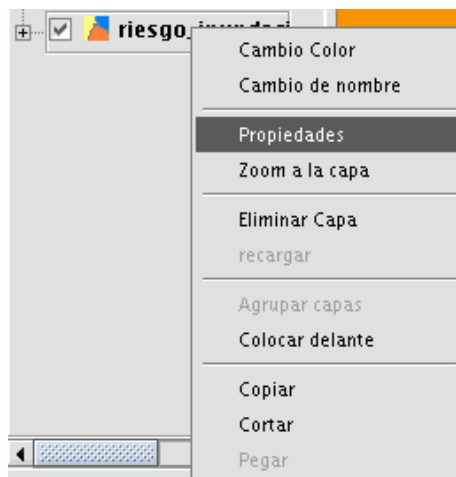 riesgo_inundaci
Cambio Color
Cambio de nombre
Propiedades
Zoom a la capa
Eliminar Capa
recargar
Agrupar capas
Colocar delante
Copiar
Cortar
Pegar